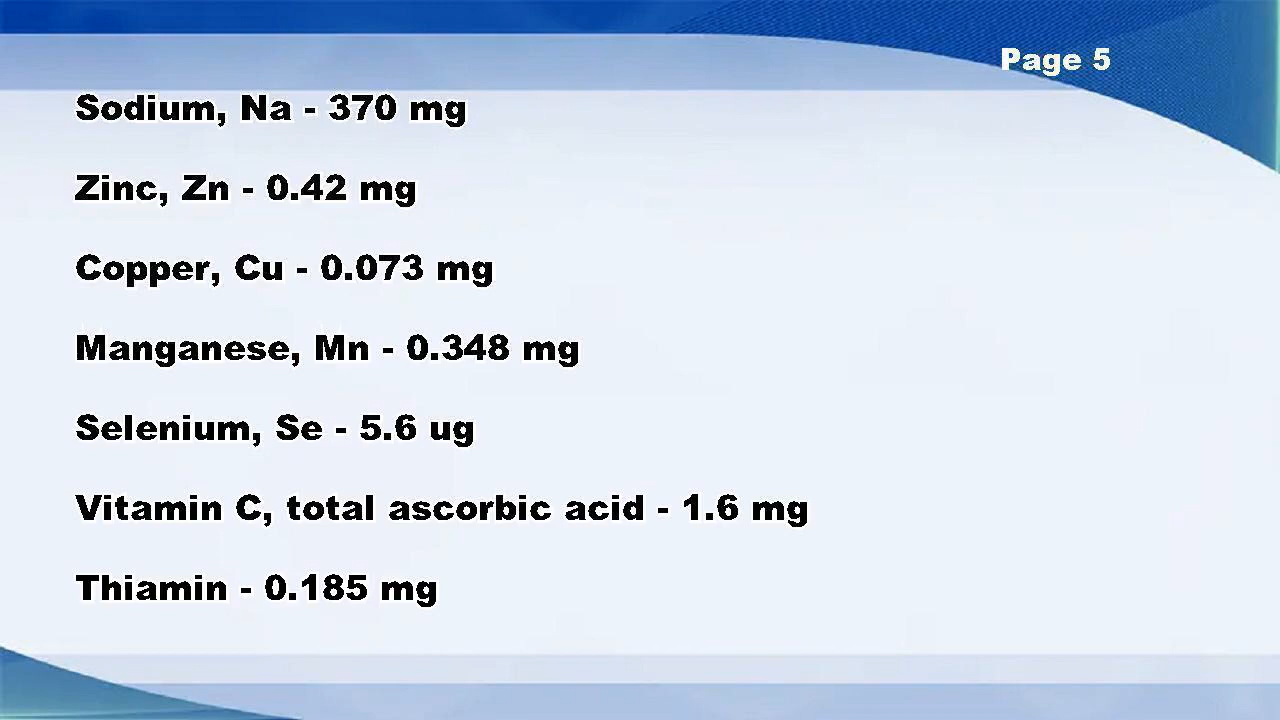 Page 5
Sodium, Na - 370 mg
Zinc, Zn - 0.42 mg
Copper, Cu - 0.073 mg
Manganese, Mn - 0.348 mg
Selenium, Se - 5.6 ug
Vitamin C, total ascorbic acid - 1.6 mg
Thiamin - 0.185 mg